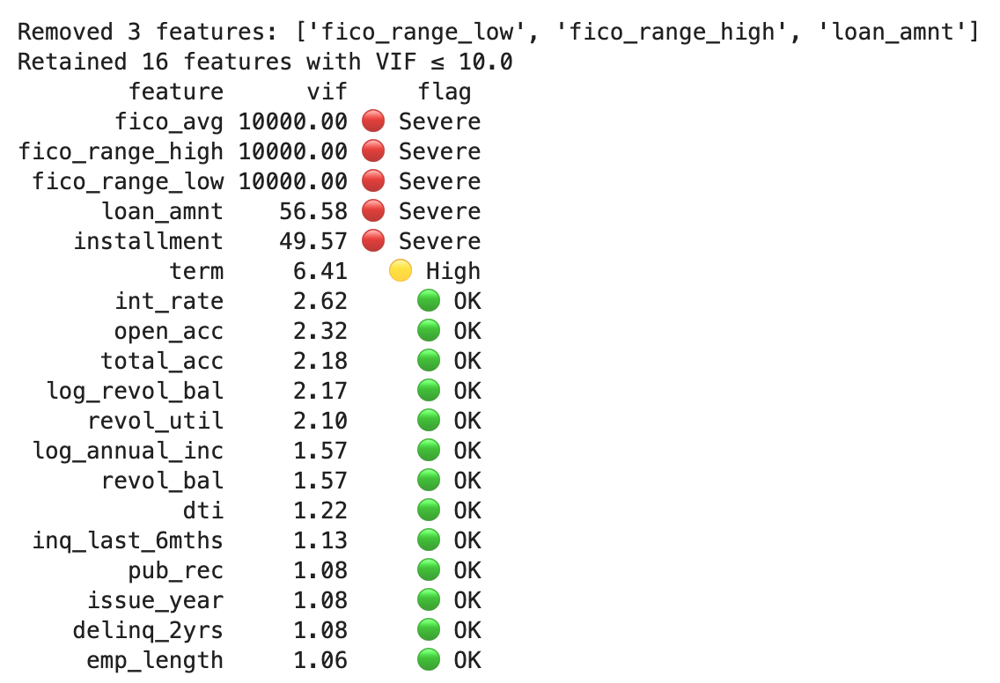 Removed 3 features: ['fico_range_low', 'fico_range_high', 'loan_amnt']
Retained 16 features with VIF ≤ 10.0
feature vif flag
fico_avg 10000.00 🔴 Severe
fico_range_high 10000.00 🔴 Severe
fico_range_low 10000.00 🔴 Severe
loan_amnt 56.58 🔴 Severe
installment 49.57 🔴 Severe
term 6.41 🟡 High
int_rate 2.62 🟢 OK
open_acc 2.32 🟢 OK
total_acc 2.18 🟢 OK
log_revol_bal 2.17 🟢 OK
revol_util 2.10 🟢 OK
log_annual_inc 1.57 🟢 OK
revol_bal 1.57 🟢 OK
dti 1.22 🟢 OK
inq_last_6mths 1.13 🟢 OK
pub_rec 1.08 🟢 OK
issue_year 1.08 🟢 OK
delinq_2yrs 1.08 🟢 OK
emp_length 1.06 🟢 OK